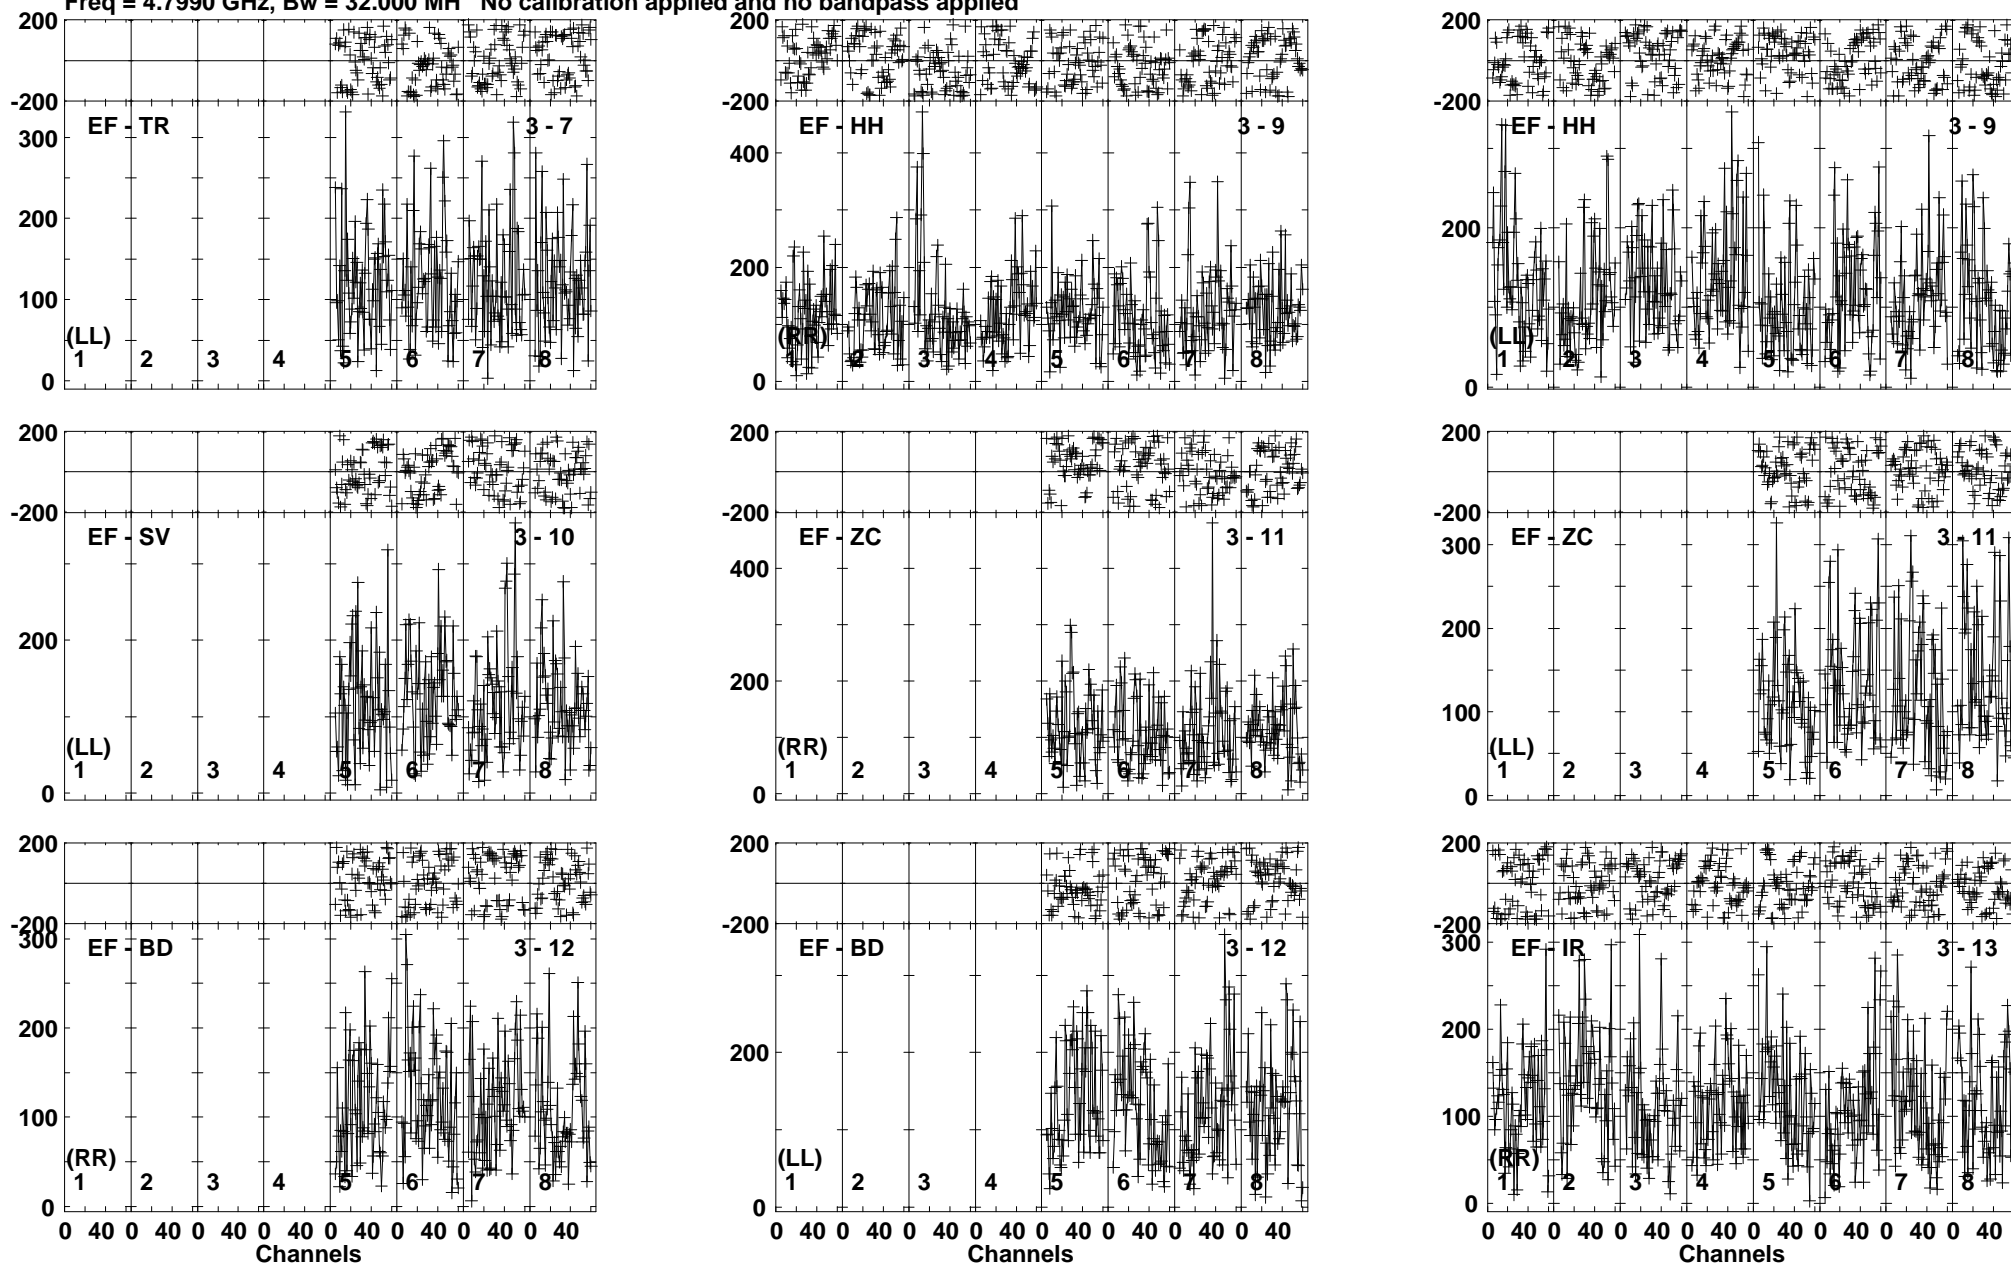 Freq = 4.7990 GHz, Bw = 32.000 MH No calibration applied and no bandpass applied
200 200 200
-200 -200 -200
EF - TR 3 - 7 EF - HH 3 - 9 EF - HH 3 - 9
300 400
200 200 200
100
(LL) (RR) (LL)
1 2 3 4 5 6 7 8 1 2 3 4 5 6 7 8 1 2 3 4 5 6 7 8
0 0 0
200 200 200
-200 -200 -200
EF - SV 3 - 10 EF - ZC 3 - 11 EF - ZC 3 - 11
400 300
200 200 200
100
(LL) (RR) (LL)
1 2 3 4 5 6 7 8 1 2 3 4 5 6 7 8 1 2 3 4 5 6 7 8
0 0 0
200 200 200
-200 -200 -200
300 300
EF - BD 3 - 12 EF - BD 3 - 12 EF - IR 3 - 13
200 200 200
100 100
(RR) (LL) (RR)
1 2 3 4 5 6 7 8 1 2 3 4 5 6 7 8 1 2 3 4 5 6 7 8
0 0 0
0 40 0 40 0 40 0 40 0 40 0 40 0 40 0 40 0 40 0 40 0 40 0 40 0 40 0 40 0 40 0 40 0 40 0 40 0 40 0 40 0 40 0 40 0 40 0 40
Channels Channels Channels